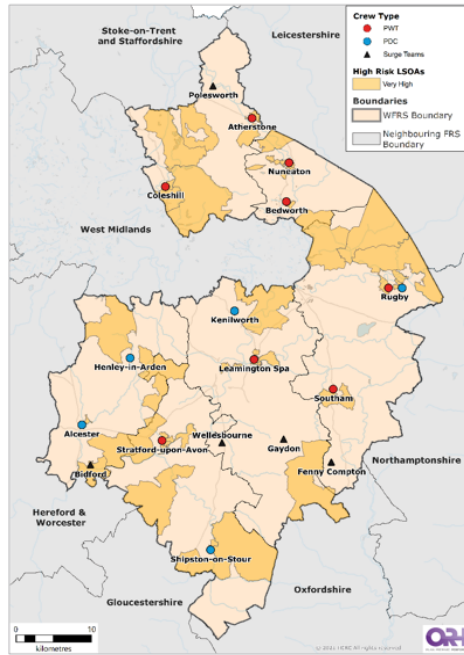 Stoke-on-Trent
and Staffordshire
Leicestershire
Crew Type
PWT
PDC
Surge Teams
High Risk LSOAs
Very High
Boundaries
WFRS Boundary
Neighbouring FRS
Boundary
Polesworth
Atherstone
Nuneaton
Coleshill
Bedworth
West Midlands
Rugby
Kenilworth
Henley-in-Arden
Leamington Spa
Southam
Alcester
Wellesbourne
Stratford-upon-Avon
Gaydon
Bidford
Fenny Compton
Northamptonshire
Hereford &
Worcester
Shipston-on-Stour
Oxfordshire
Gloucestershire
0
10
kilometres